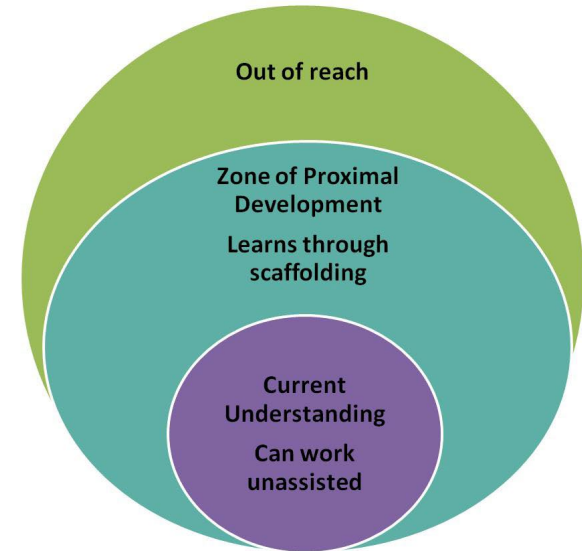 Out of reach
Zone of Proximal
Development
Learns through
scaffolding
Current
Understanding
Can work
unassisted